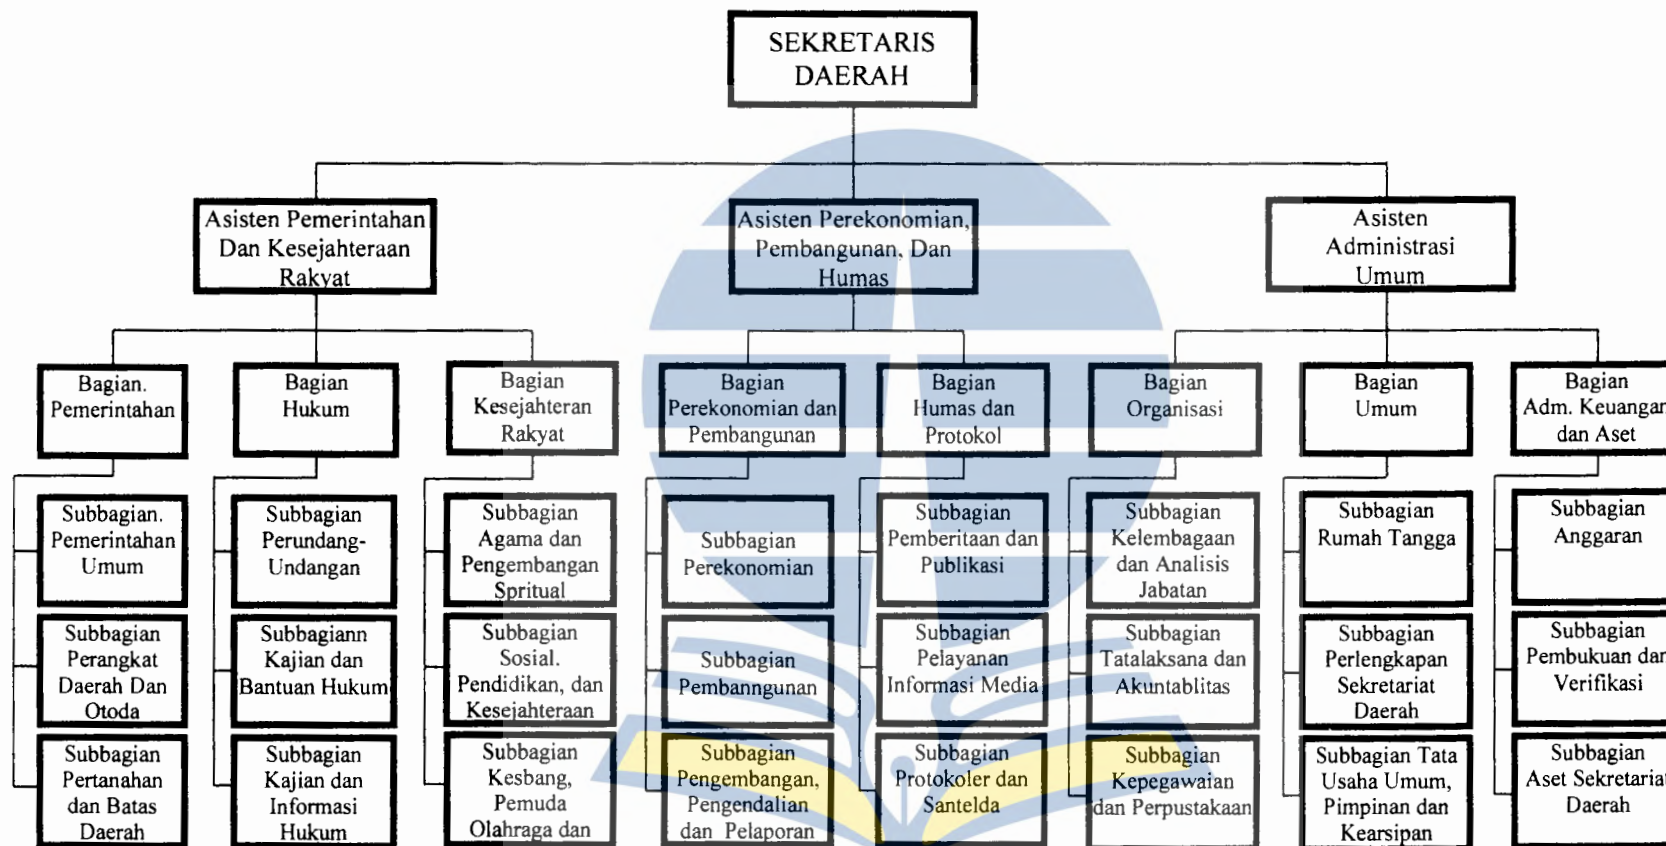 SEKRETARIS
DAERAH
Asisten Pemerintahan
Dan Kesejahteraan
Rakyat
Asisten Perekonomian,
Pembangunan, Dan
Humas
Asisten
Administrasi
Umum
Bagian.
Pemerintahan
Bagian
Hukum
Bagian
Kesejahteran
Rakyat
Bagian
Perekonomian dan
Pembangunan
Bagian
Humas dan
Protokol
Bagian
Organisasi
Bagian
Umum
Bagian
Adm. Keuangan
dan Aset
Subbagian.
Pemerintahan
Umum
Subbagian
Perundang-
Undangan
Subbagian
Agama dan
Pengembangan
Spritual
Subbagian
Perekonomian
Subbagian
Pemberitaan dan
Publikasi
Subbagian
Kelembagaan
dan Analisis
Jabatan
Subbagian
Rumah Tangga
Subbagian
Anggaran
Subbagian
Perangkat
Daerah Dan
Otoda
Subbagiann
Kajian dan
Bantuan Hukum
Subbagian
Sosial.
Pendidikan, dan
Kesejahteraan
Subbagian
Pembanngunan
Subbagian
Pelayanan
Informasi Media
Subbagian
Tatalaksana dan
Akuntablitas
Subbagian
Perlengkapan
Sekretariat
Daerah
Subbagian
Pembukuan dan
Verifikasi
Subbagian
Pertanahan
dan Batas
Daerah
Subbagian
Kajian dan
Informasi
Hukum
Subbagian
Kesbang,
Pemuda
Olahraga dan
Subbagian
Pengembangan,
Pengendalian
dan Pelaporan
Subbagian
Protokoler dan
Santelda
Subbagian
Kepegawaian
dan Perpustakaan
Subbagian Tata
Usaha Umum,
Pimpinan dan
Kearsipan
Subbagian
Aset Sekretariat
Daerah